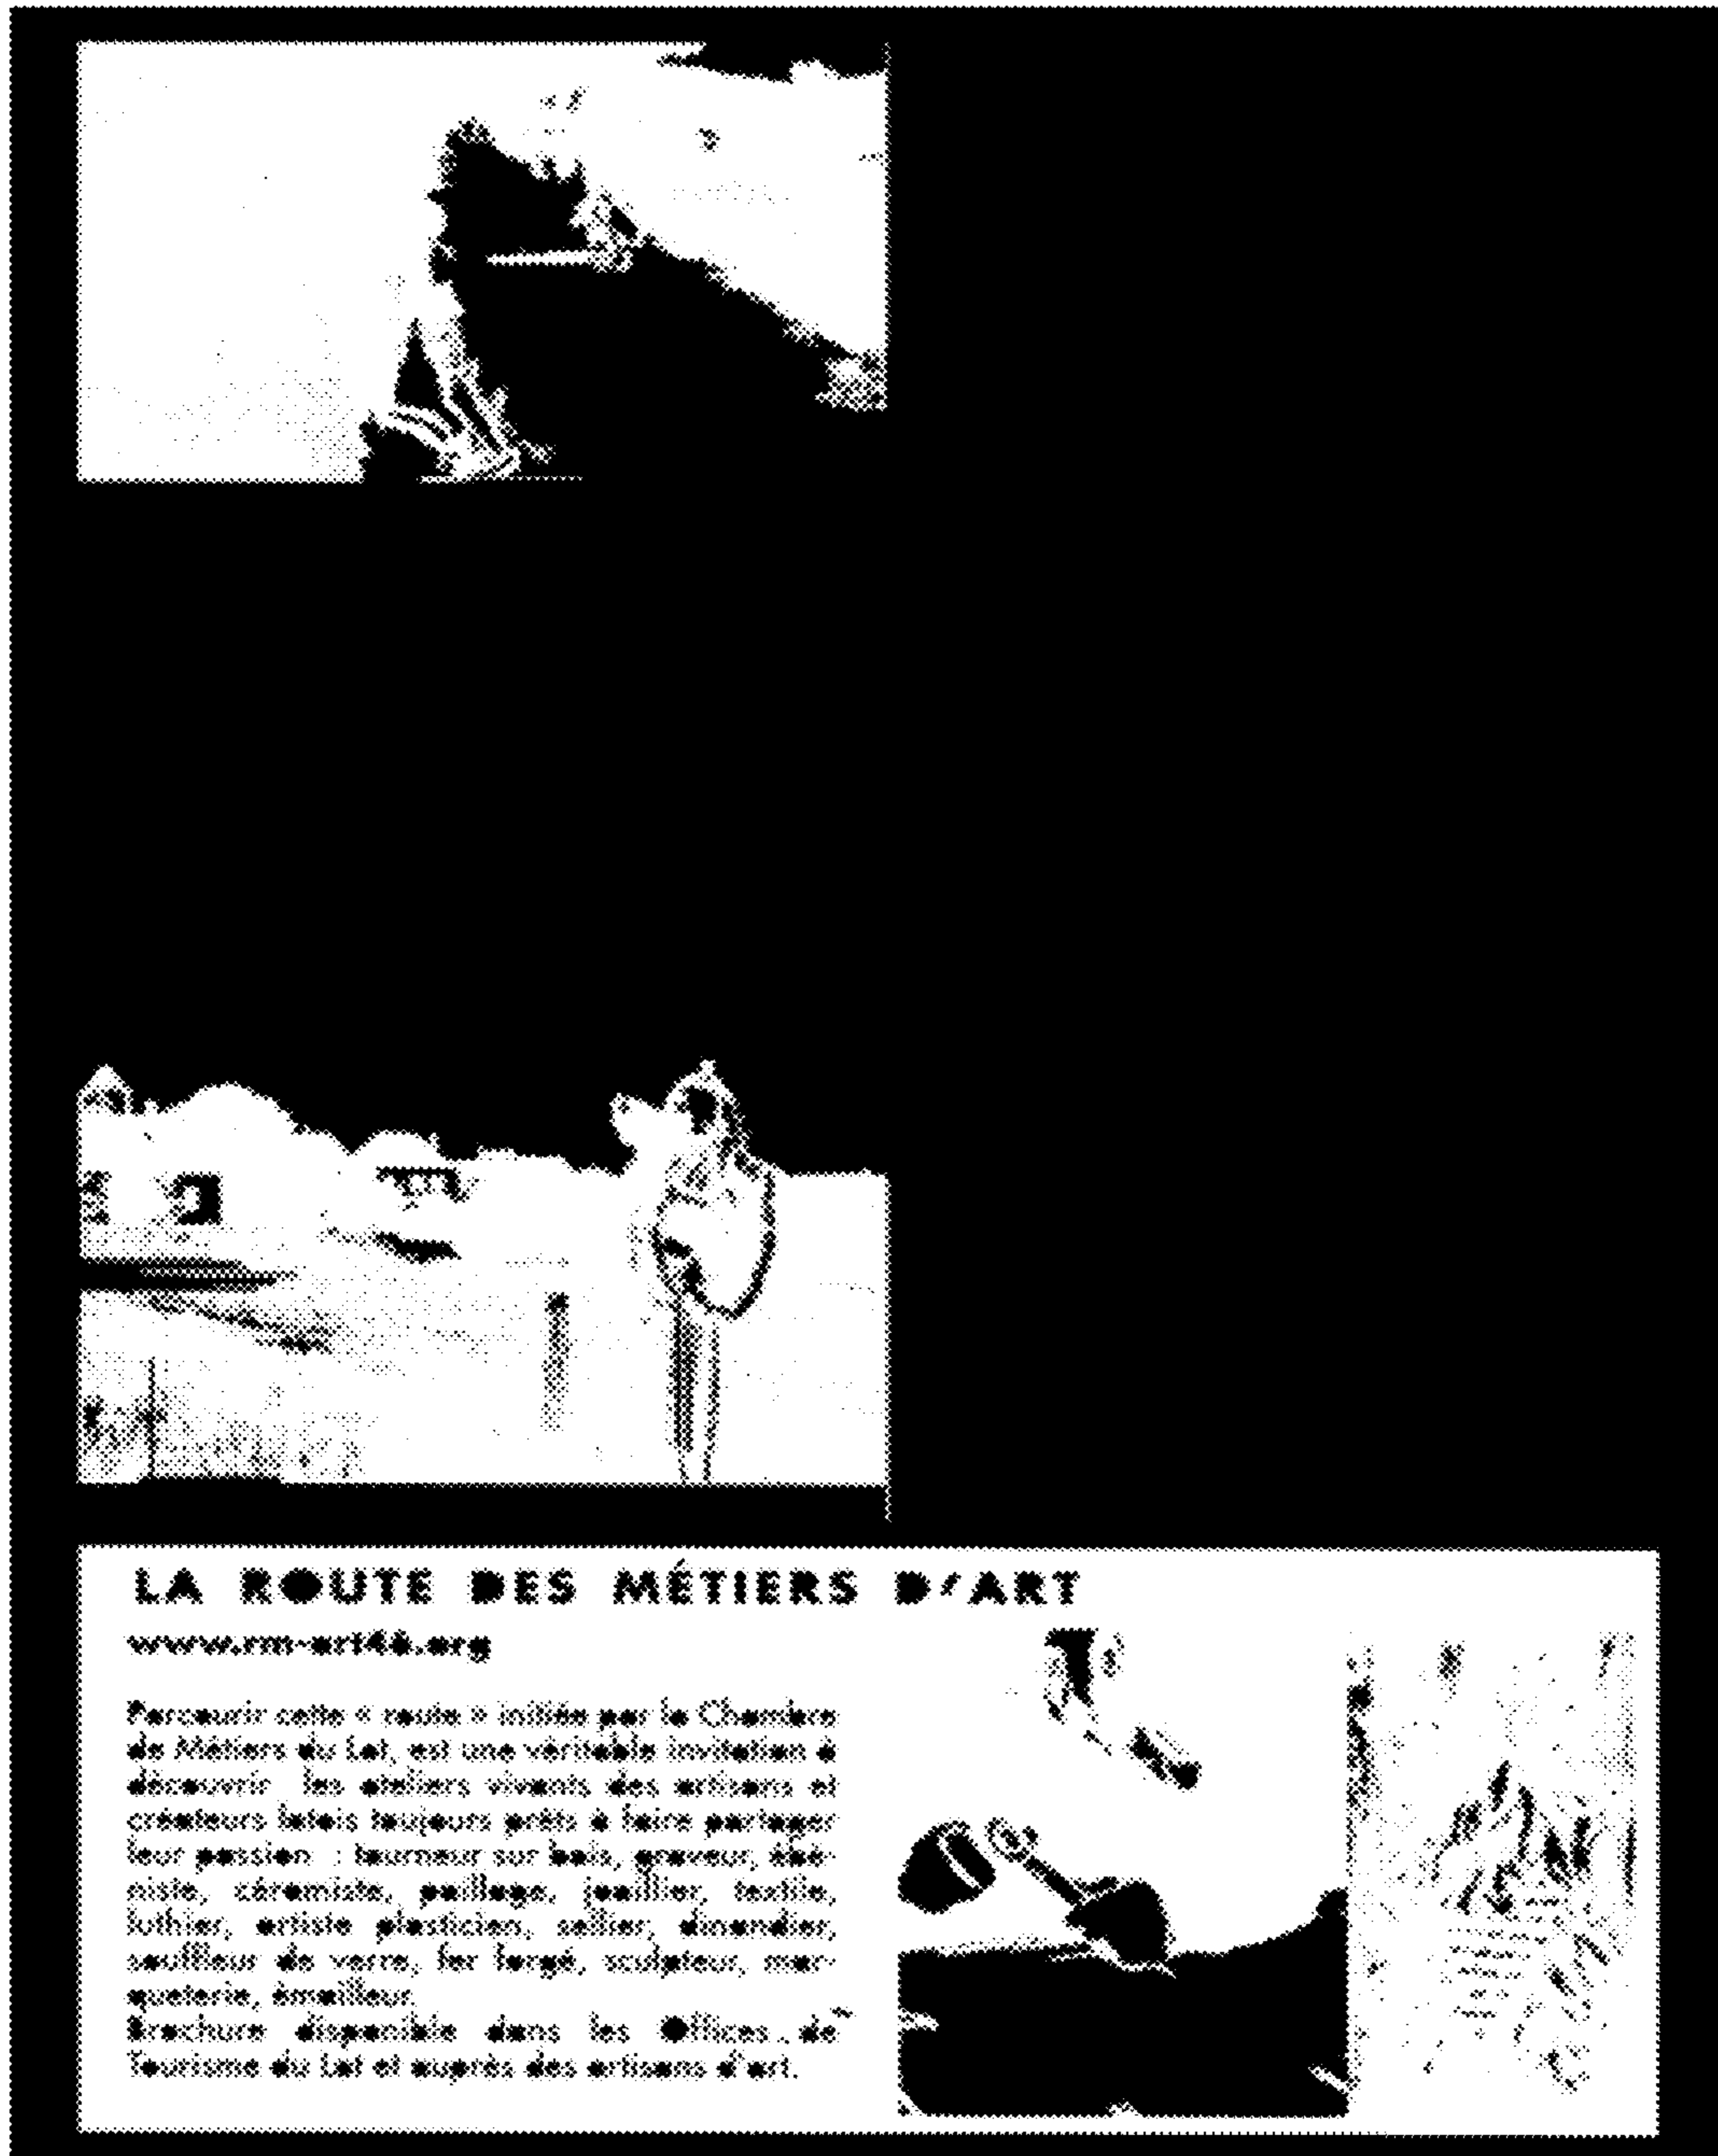 LA ROUTE DES MÉTIERS D'ART
www.rm-art46.org
Parcourir cette « route » initiée par la Chambre
de Métiers du Lot, est une véritable invitation à
découvrir les ateliers vivants des artisans et
créateurs lotois toujours prêts à faire partager
leur passion : tourneur sur bois, graveur, ébé-
niste, céramiste, paillage, joaillier, textile,
luthier, artiste plasticien, sellier, dinandier,
souffleur de verre, fer forgé, sculpteur, mar-
queterie, émailleur.
Brochure disponible dans les Offices de
Tourisme du Lot et auprès des artisans d'art.